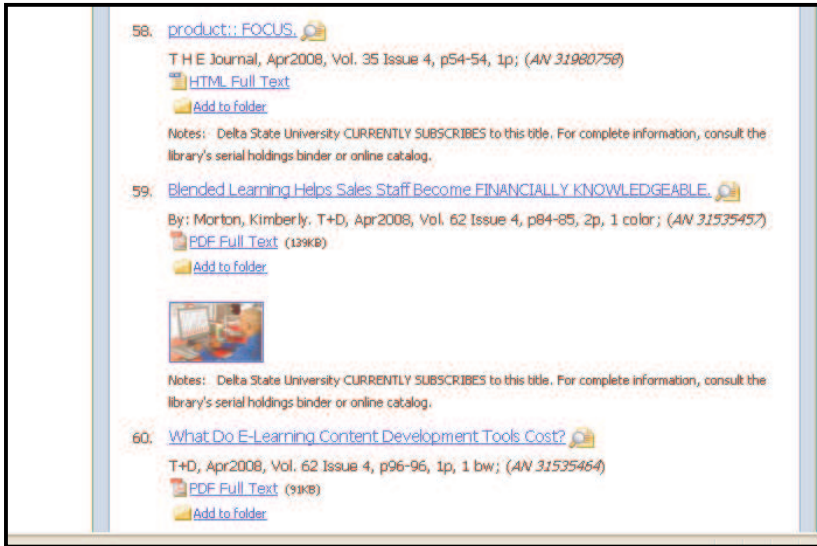 58. product:: FOCUS.
T H E Journal, Apr2008, Vol. 35 Issue 4, p54-54, 1p; (AN 31980758)
HTML Full Text
Add to folder
Notes: Delta State University CURRENTLY SUBSCRIBES to this title. For complete information, consult the
library's serial holdings binder or online catalog.
59. Blended Learning Helps Sales Staff Become FINANCIALLY KNOWLEDGEABLE.
By: Morton, Kimberly. T+D, Apr2008, Vol. 62 Issue 4, p84-85, 2p, 1 color; (AN 31535457)
PDF Full Text (139KB)
Add to folder
Notes: Delta State University CURRENTLY SUBSCRIBES to this title. For complete information, consult the
library's serial holdings binder or online catalog.
60. What Do E-Learning Content Development Tools Cost?
T+D, Apr2008, Vol. 62 Issue 4, p96-96, 1p, 1 bw; (AN 31535464)
PDF Full Text (91KB)
Add to folder